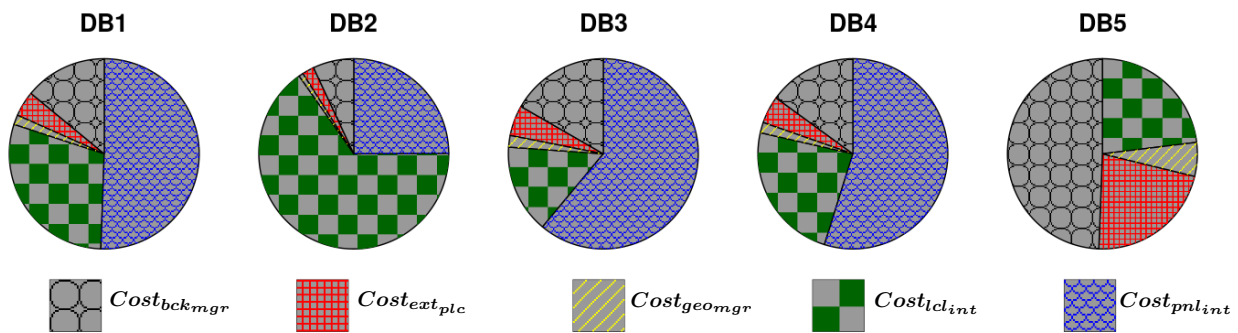 DB1 DB2 DB3 DB4 DB5
Cost_{bck_{mgr}} Cost_{ext_{plc}} Cost_{geo_{mgr}} Cost_{lcl_{int}} Cost_{pnl_{int}}